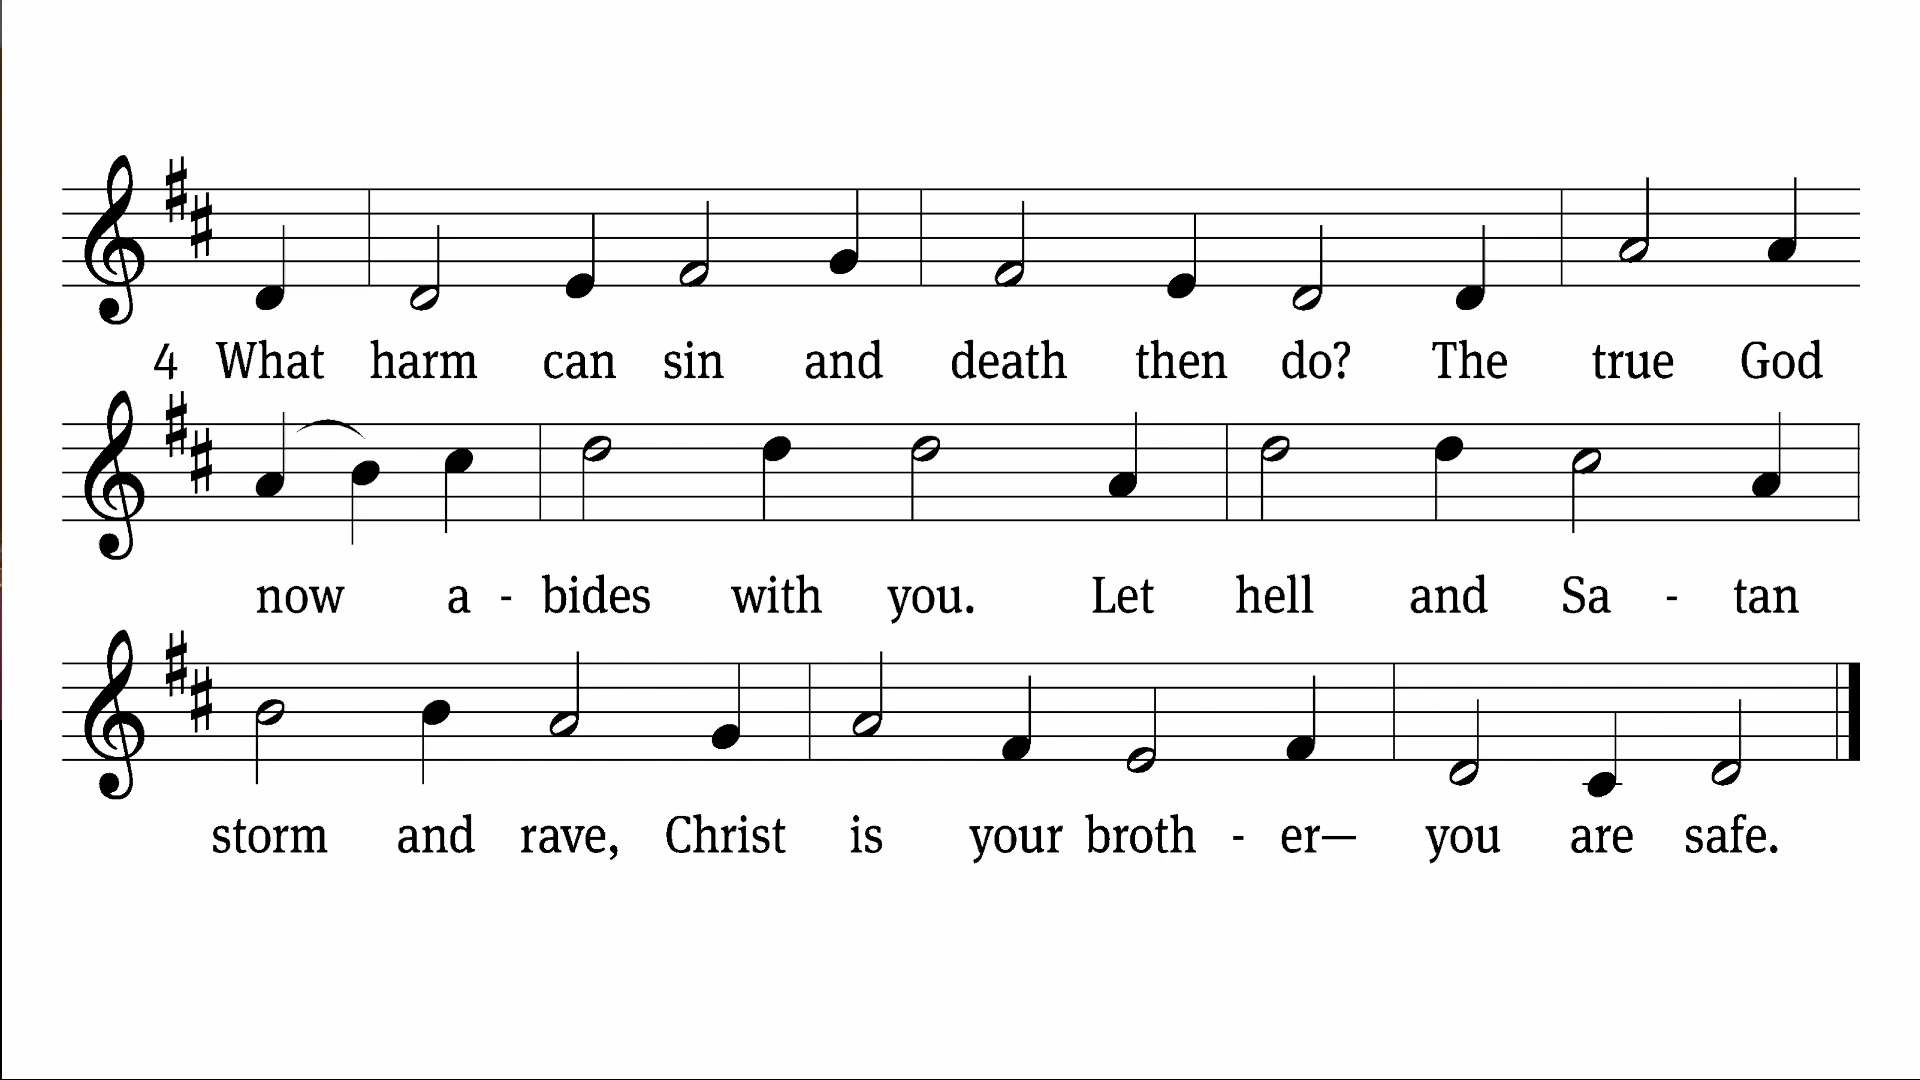 4 What harm can sin and death then do? The true God
now a - bides with you. Let hell and Sa - tan
storm and rave, Christ is your broth - er— you are safe.